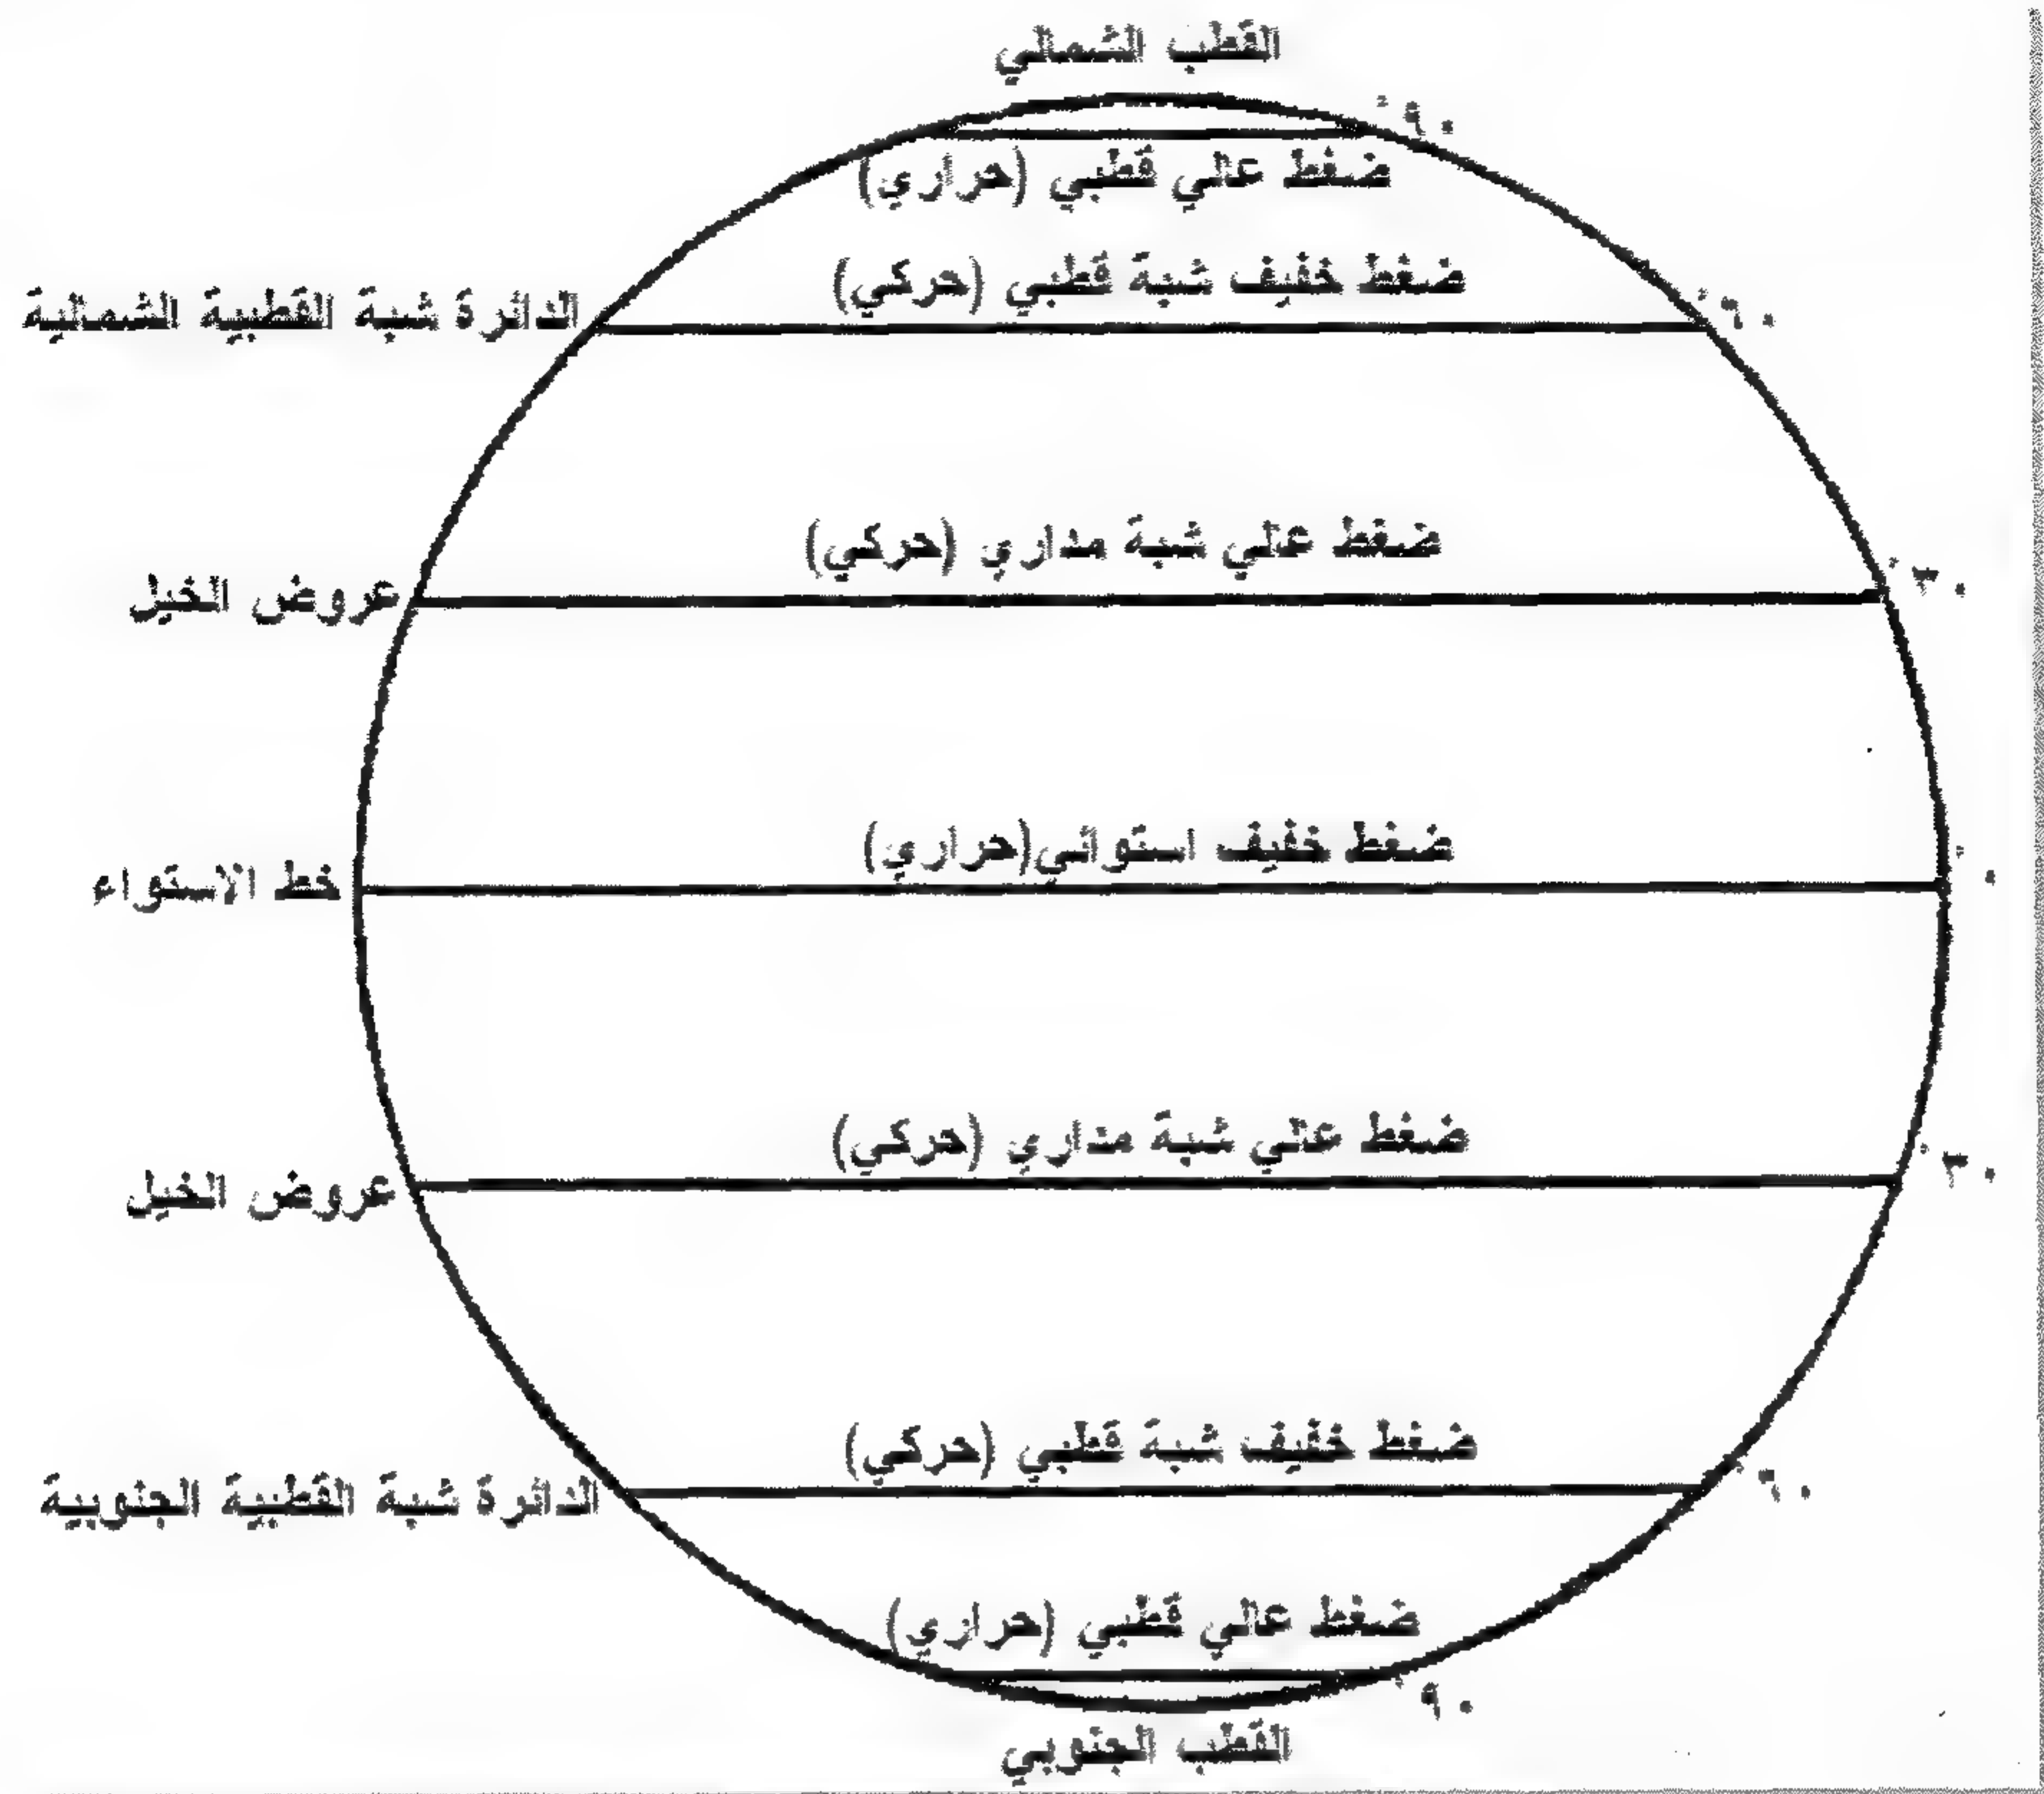 القطب الشمالي
٩٠°
ضغط عالي قطبي (حراري)
ضغط خفيف شبة قطبي (حركي)
٦٠°
الدائرة شبة القطبية الشمالية
ضغط عالي شبة مداري (حركي)
٣٠°
عروض الخيل
ضغط خفيف استوائي(حراري)
٠°
خط الاستواء
ضغط عالي شبة مداري (حركي)
٣٠°
عروض الخيل
ضغط خفيف شبة قطبي (حركي)
٦٠°
الدائرة شبة القطبية الجنوبية
ضغط عالي قطبي (حراري)
٩٠°
القطب الجنوبي